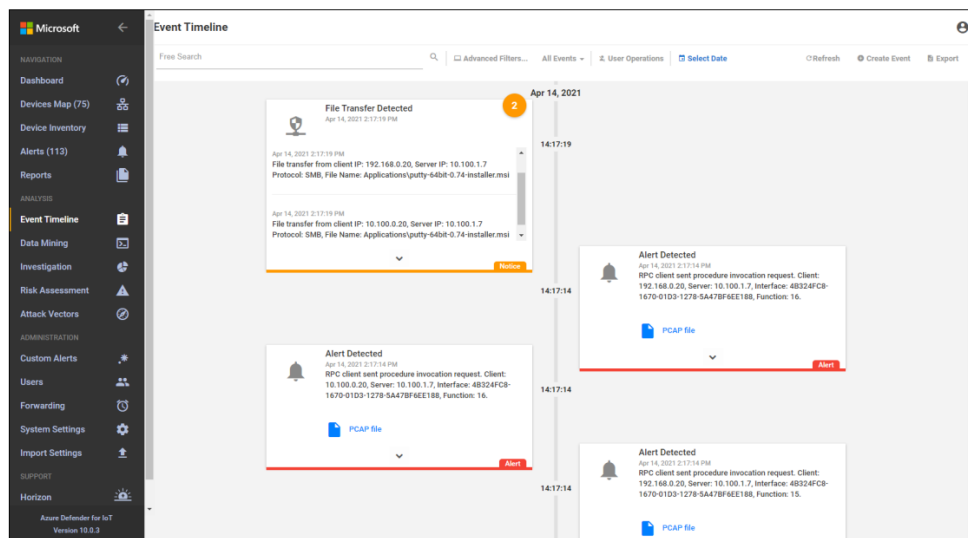 Microsoft
NAVIGATION
Dashboard
Devices Map (75)
Device Inventory
Alerts (113)
Reports
ANALYSIS
Event Timeline
Data Mining
Investigation
Risk Assessment
Attack Vectors
ADMINISTRATION
Custom Alerts
Users
Forwarding
System Settings
Import Settings
SUPPORT
Horizon
Azure Defender for IoT
Version 10.0.3
Event Timeline
Free Search
Advanced Filters...
All Events
User Operations
Select Date
Refresh
Create Event
Export
Apr 14, 2021
File Transfer Detected
2
Apr 14, 2021 2:17:19 PM
Apr 14, 2021 2:17:19 PM
File transfer from client IP: 192.168.0.20, Server IP: 10.100.1.7
Protocol: SMB, File Name: Applications\putty-64bit-0.74-installer.msi
Apr 14, 2021 2:17:19 PM
File transfer from client IP: 10.100.0.20, Server IP: 10.100.1.7
Protocol: SMB, File Name: Applications\putty-64bit-0.74-installer.msi
Notice
14:17:19
Alert Detected
Apr 14, 2021 2:17:14 PM
RPC client sent procedure invocation request. Client:
192.168.0.20, Server: 10.100.1.7, Interface: 4B324FC8-
1670-01D3-1278-5A47BF6EE188, Function: 16.
PCAP file
Alert
14:17:14
Alert Detected
Apr 14, 2021 2:17:14 PM
RPC client sent procedure invocation request. Client:
10.100.0.20, Server: 10.100.1.7, Interface: 4B324FC8-
1670-01D3-1278-5A47BF6EE188, Function: 16.
PCAP file
Alert
14:17:14
Alert Detected
Apr 14, 2021 2:17:14 PM
RPC client sent procedure invocation request. Client:
192.168.0.20, Server: 10.100.1.7, Interface: 4B324FC8-
1670-01D3-1278-5A47BF6EE188, Function: 15.
PCAP file
14:17:14